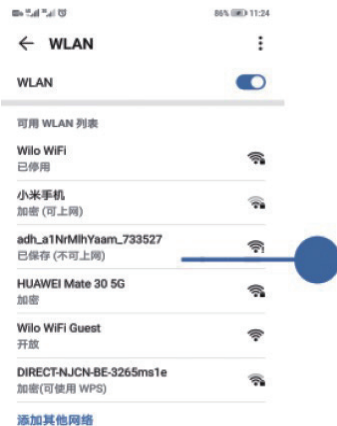 86% 11:24
← WLAN
WLAN
可用 WLAN 列表
Wilo WiFi
已停用
小米手机
加密 (可上网)
adh_a1NrMlhYaam_733527
已保存 (不可上网)
HUAWEI Mate 30 5G
加密
Wilo WiFi Guest
开放
DIRECT-NJCN-BE-3265ms1e
加密(可使用 WPS)
添加其他网络